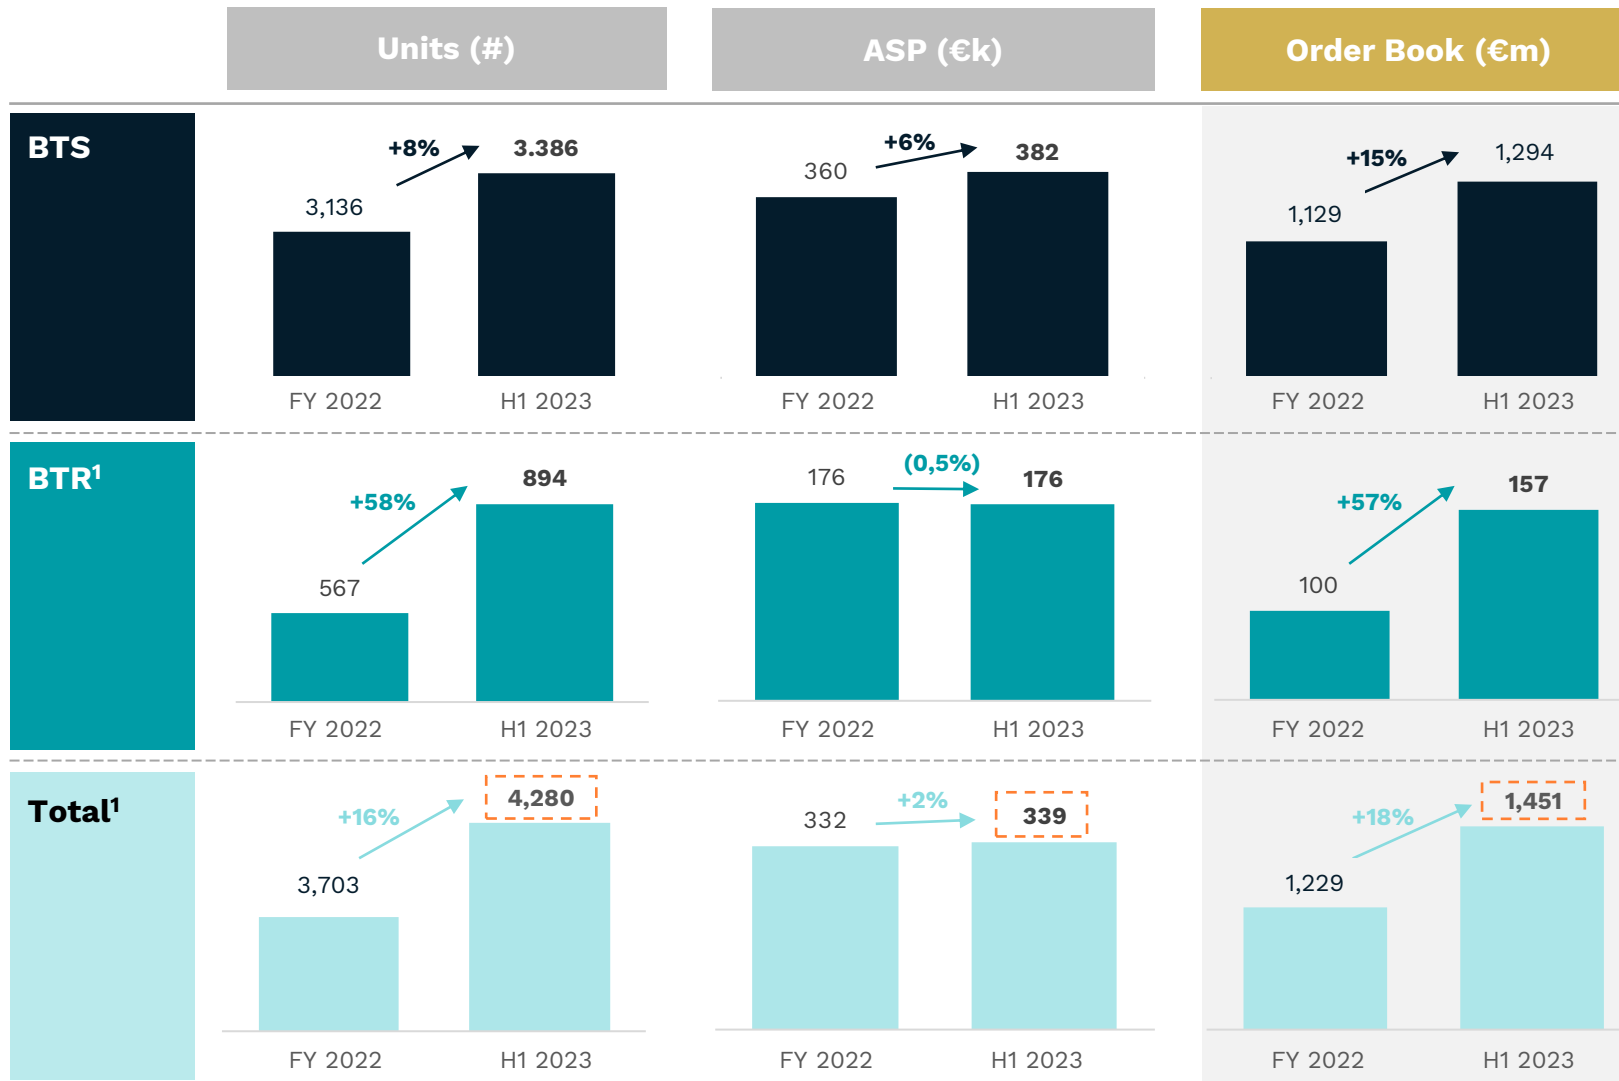 Units (#)
ASP (€k)
Order Book (€m)
BTS
+8%
3.386
3,136
FY 2022
H1 2023
+6%
382
360
FY 2022
H1 2023
+15%
1,294
1,129
FY 2022
H1 2023
BTR¹
+58%
894
567
FY 2022
H1 2023
(0,5%)
176
176
FY 2022
H1 2023
+57%
157
100
FY 2022
H1 2023
Total¹
+16%
4,280
3,703
FY 2022
H1 2023
+2%
339
332
FY 2022
H1 2023
+18%
1,451
1,229
FY 2022
H1 2023